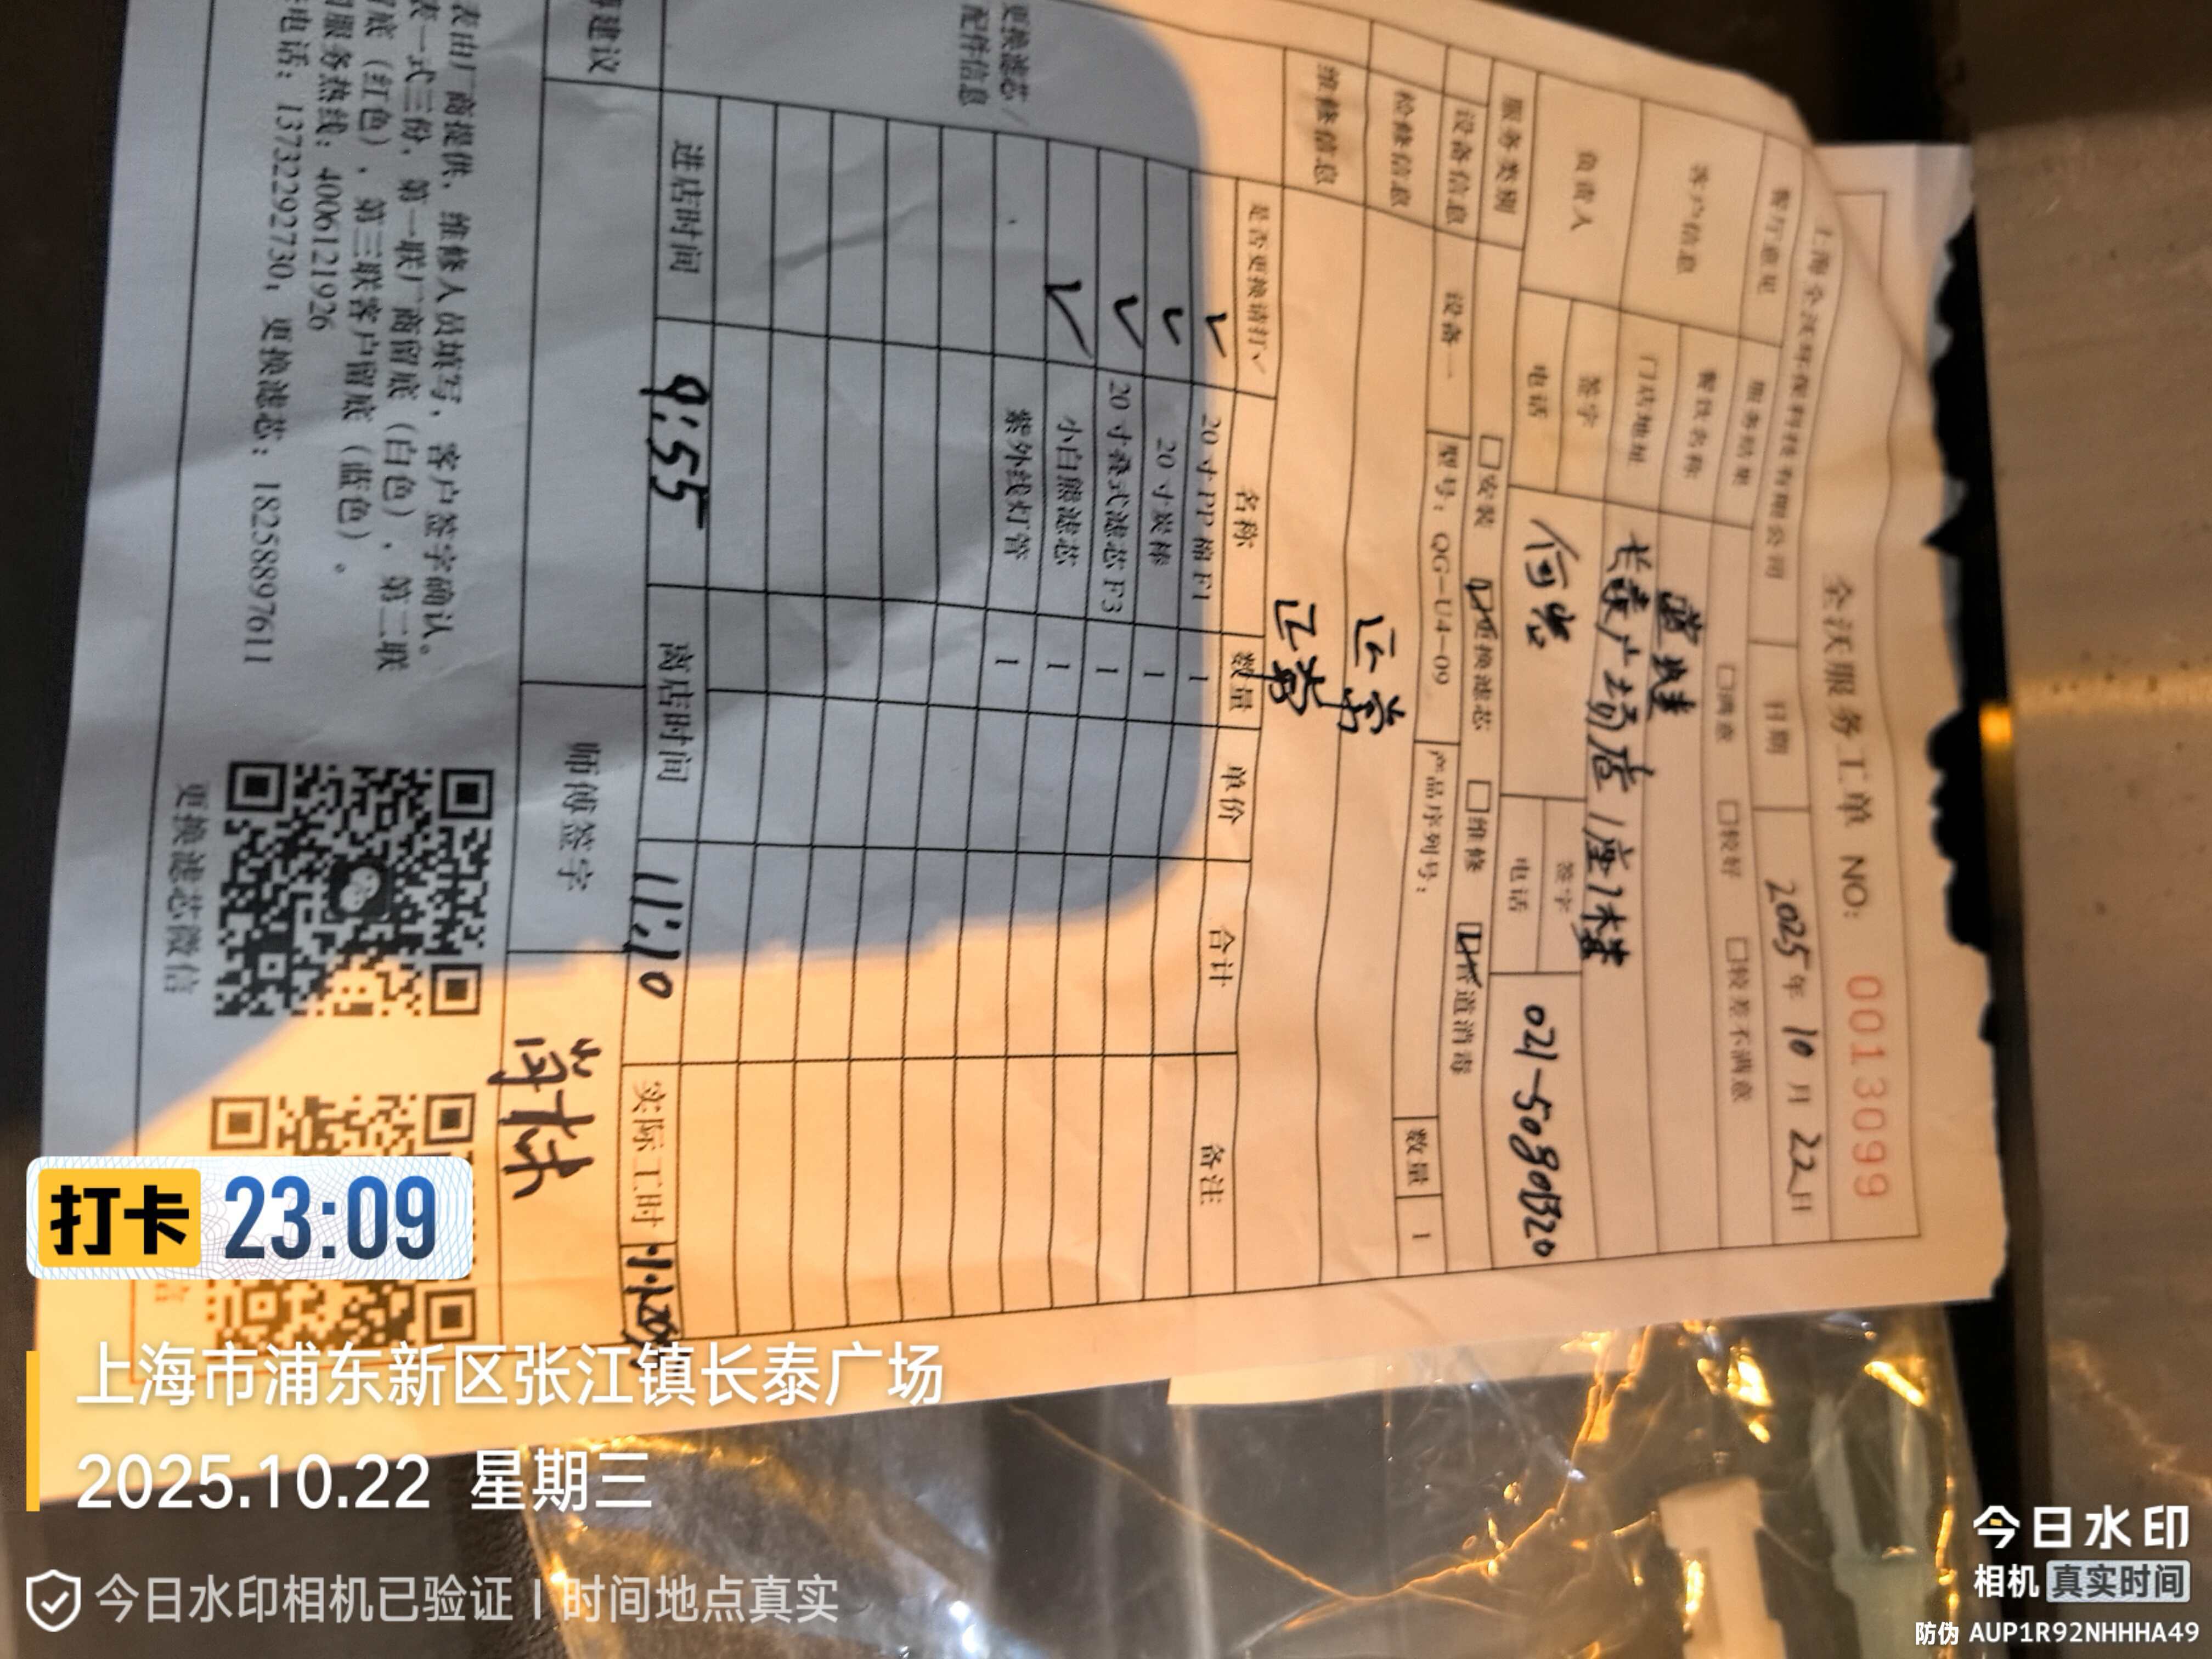 全沃服务工单 NO: 0013099
上海全沃环保科技有限公司 日期 2025年10月22日
餐厅意见 服务结果 □满意 □较好 □较差不满意
客户信息 餐饮名称
门店地址 长泰广场店1座1楼
负责人 签字 签字
电话 电话 021-50801320
服务类别 □安装 ☑更换滤芯 □维修 ☑管道消毒
设备信息 设备一 型号: QG-U4-09 产品序列号: 数量 1
检修信息 正常
维修信息 正常
更换滤芯/
配件信息
是否更换请打√ 名称 数量 单价 合计 备注
√ 20寸PP棉F1 1
√ 20寸炭棒 1
√ 20寸叠式滤芯F3 1
√ 小白熊滤芯 1
紫外线灯管 1
进店时间 9:55 离店时间 11:10 实际工时
建议 师傅签字
表由厂商提供, 维修人员填写, 客户签字确认。
表一式三份, 第一联厂商留底(白色), 第二联
底(红色), 第三联客户留底(蓝色)。
服务热线: 4006121926
电话: 13732292730, 更换滤芯: 18258897611
更换滤芯微信
信
打卡 23:09
上海市浦东新区张江镇长泰广场
2025.10.22 星期三
今日水印相机已验证 | 时间地点真实
今日水印
相机 真实时间
防伪 AUP1R92NHHHA49